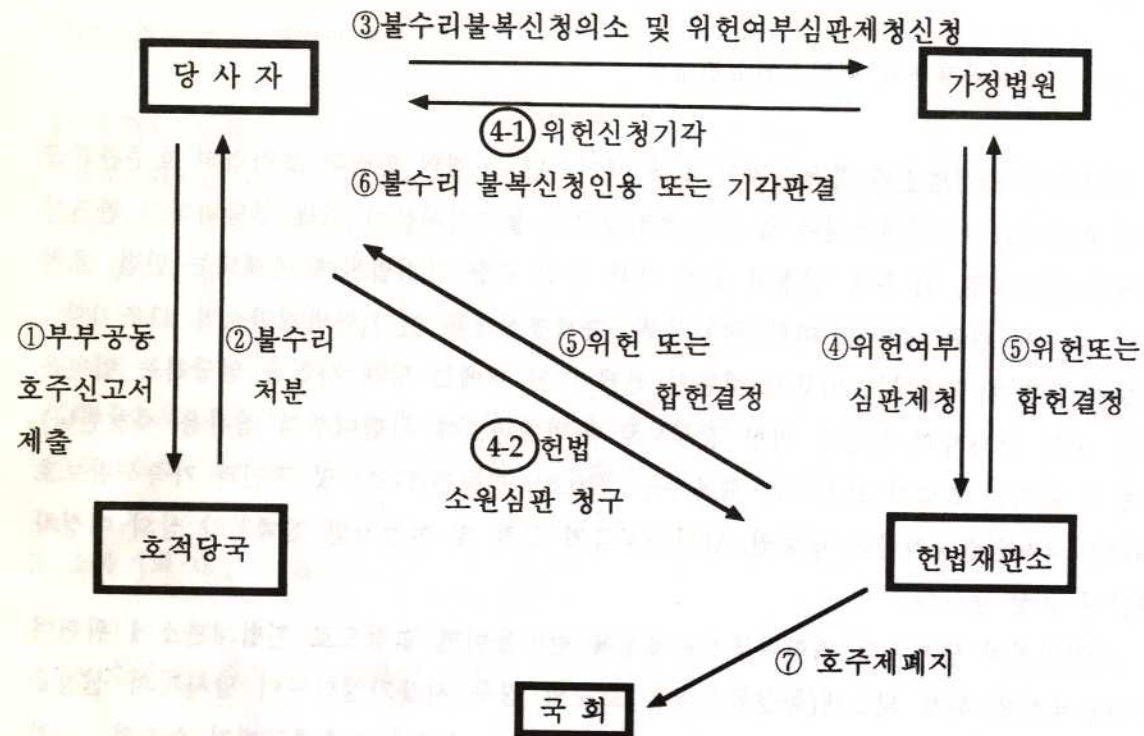 ③불수리불복신청의소 및 위헌여부심판제청신청
당 사 자
가정법원
4-1 위헌신청기각
⑥불수리 불복신청인용 또는 기각판결
①부부공동
호주신고서
제출
②불수리
처분
⑤위헌 또는
합헌결정
④위헌여부
심판제청
⑤위헌또는
합헌결정
4-2 헌법
소원심판 청구
호적당국
헌법재판소
⑦ 호주제폐지
국 회